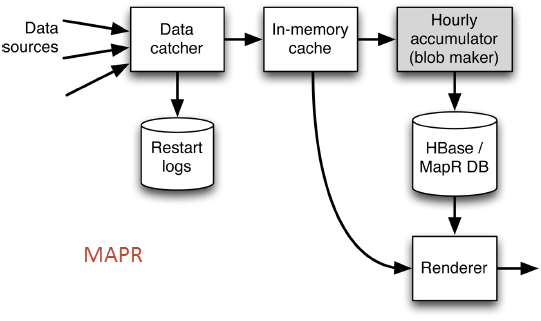 Data
sources
Data
catcher
In-memory
cache
Hourly
accumulator
(blob maker)
Restart
logs
HBase /
MapR DB
MAPR
Renderer